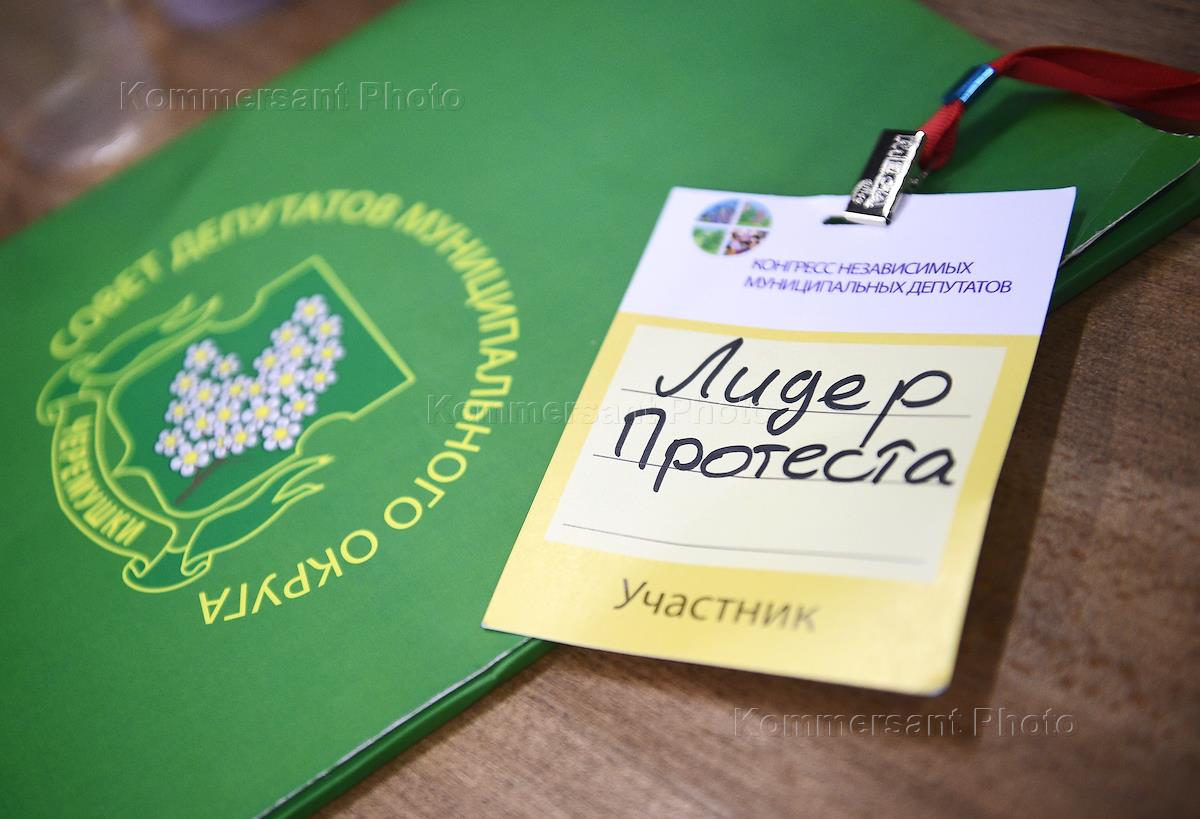 Kommersant Photo
СОВЕТ ДЕПУТАТОВ МУНИЦИПАЛЬНОГО ОКРУГА
ЧЕРЕМУШКИ
КОНГРЕСС НЕЗАВИСИМЫХ
МУНИЦИПАЛЬНЫХ ДЕПУТАТОВ
Лидер
Kommersant Photo
Протеста
Участник
Kommersant Photo